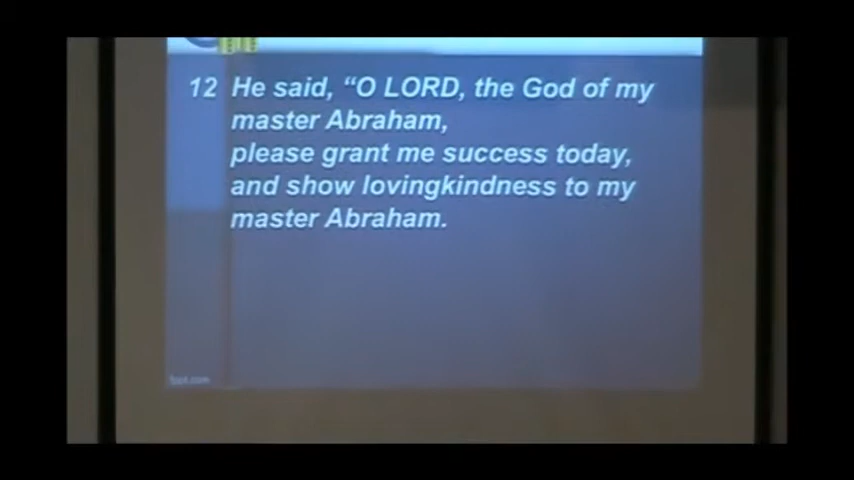 12 He said, “O LORD, the God of my
master Abraham,
please grant me success today,
and show lovingkindness to my
master Abraham.